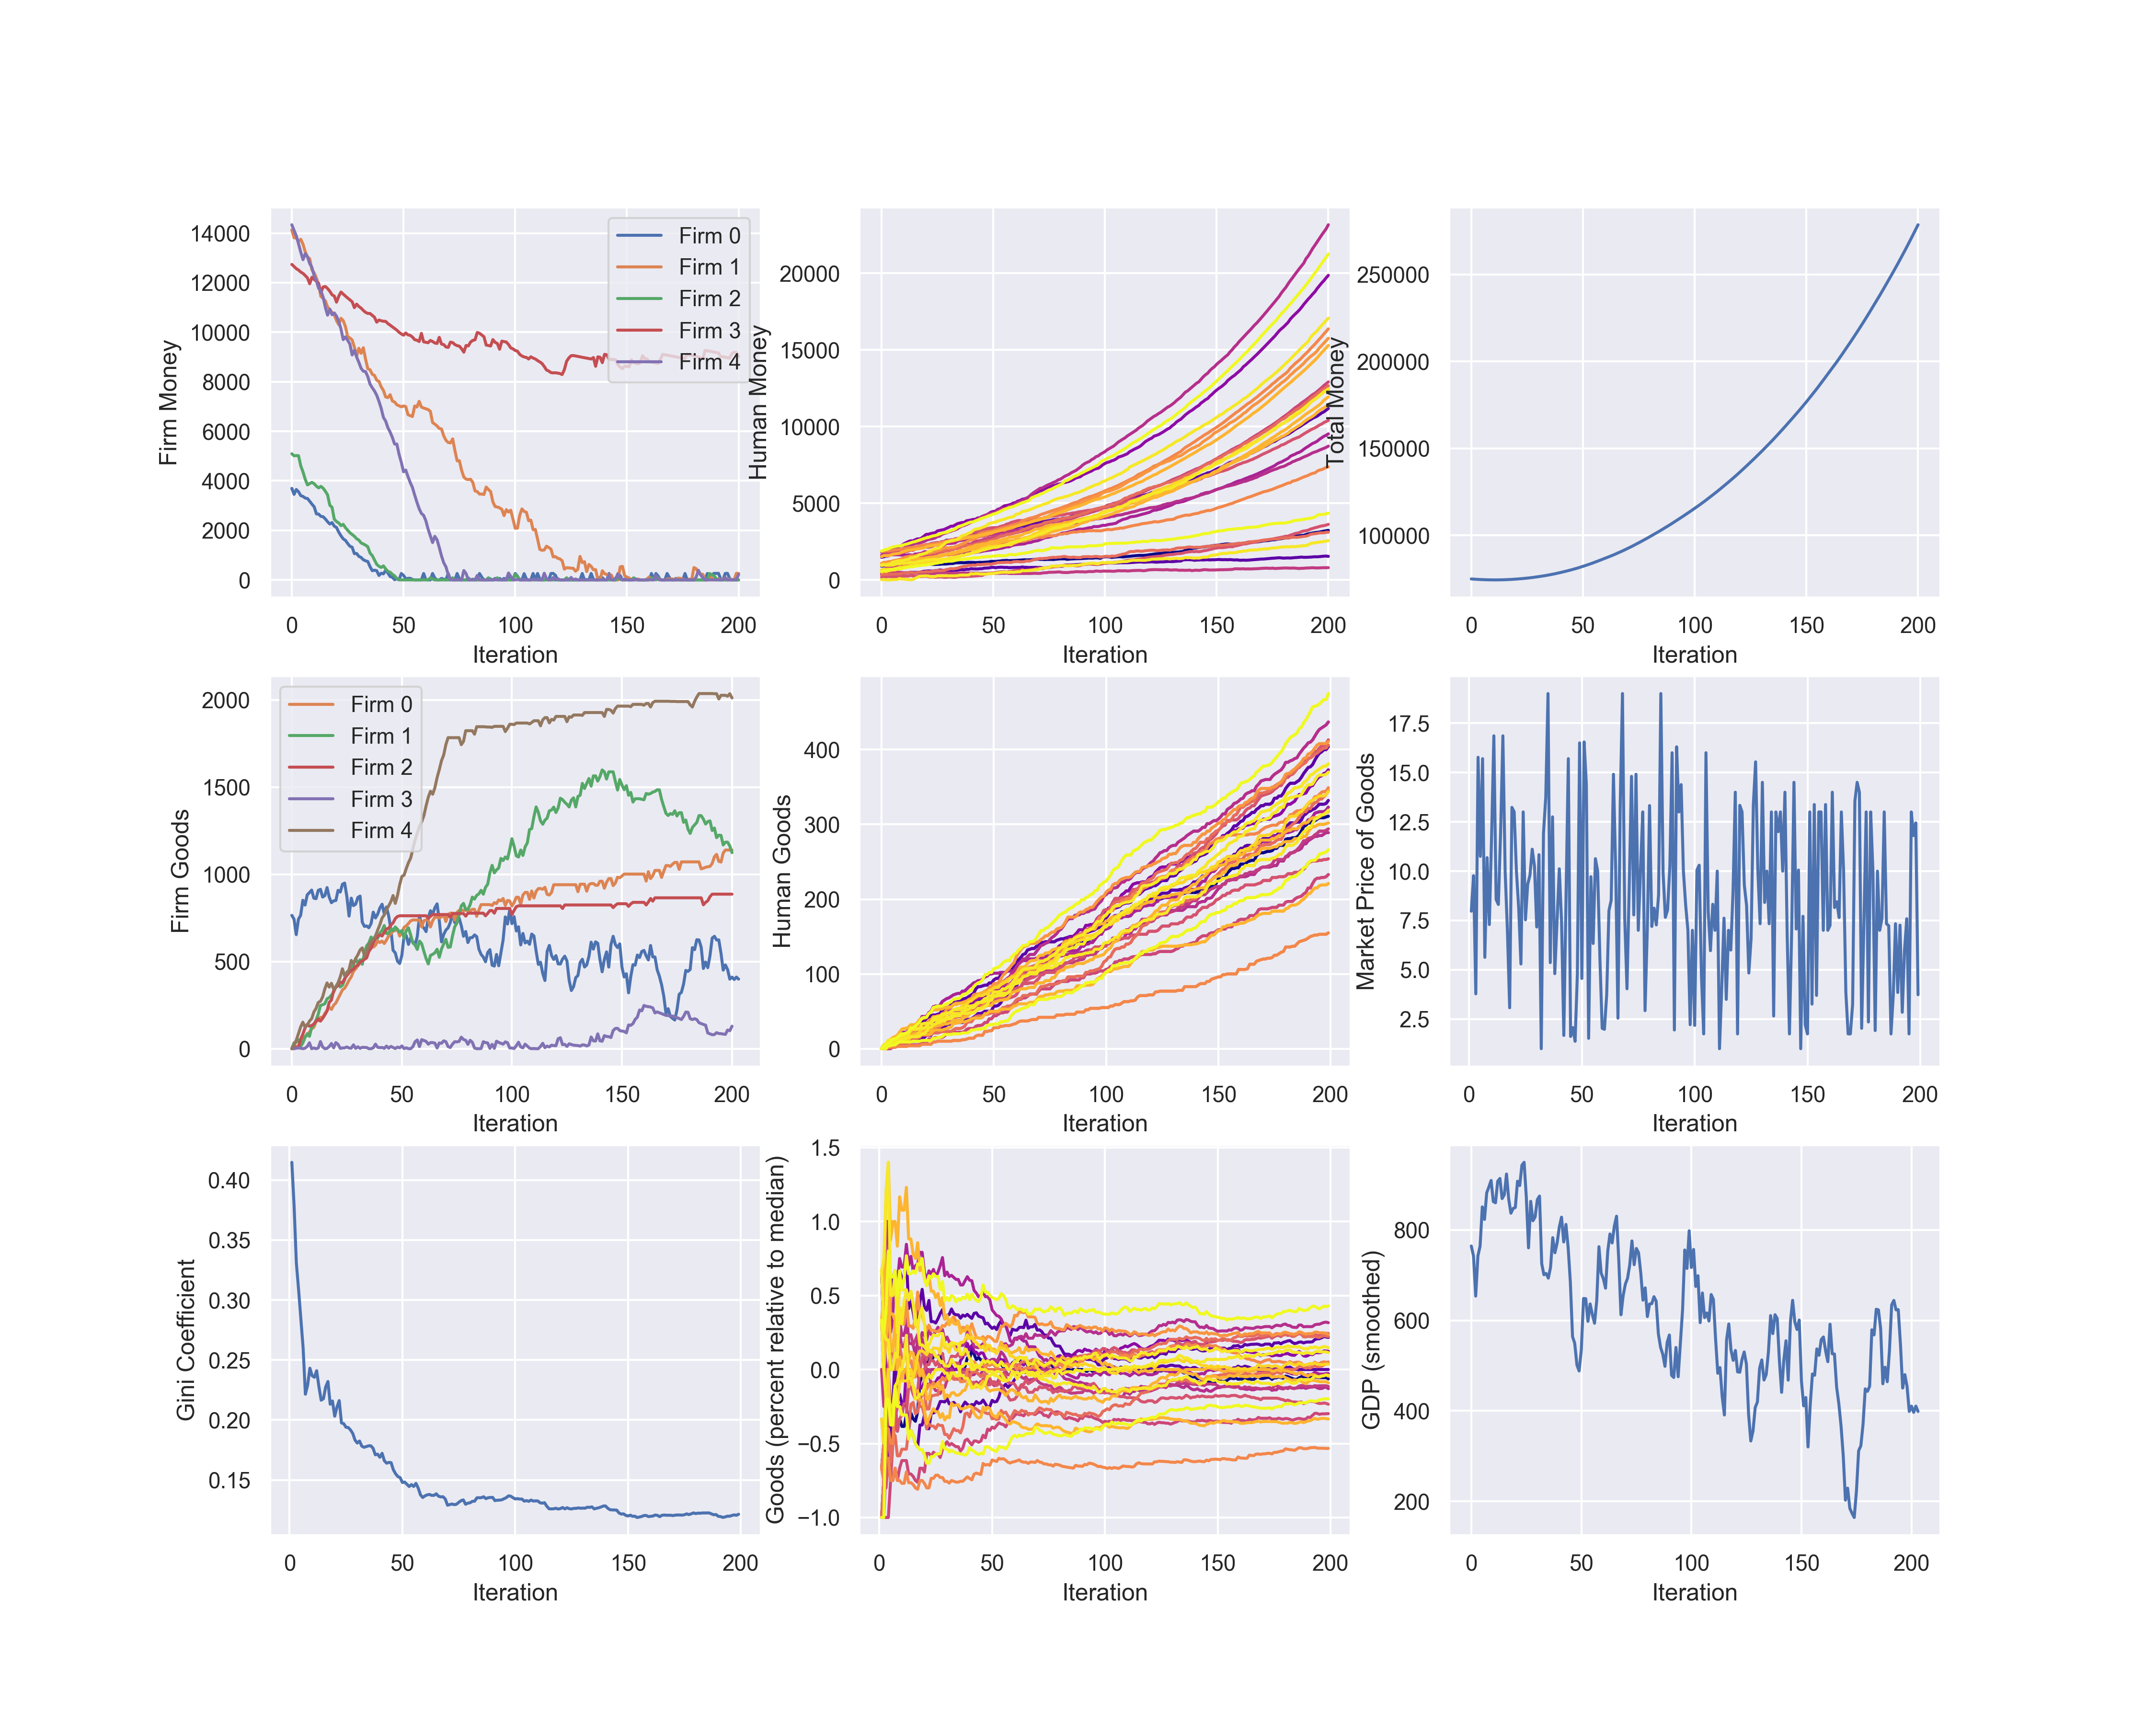 14000
12000
10000
8000
6000
4000
2000
0
Firm Money
Firm 0
Firm 1
Firm 2
Firm 3
Firm 4
0 50 100 150 200
Iteration
20000
15000
10000
5000
0
Human Money
0 50 100 150 200
Iteration
250000
200000
150000
100000
Total Money
0 50 100 150 200
Iteration
2000
1500
1000
500
0
Firm Goods
Firm 0
Firm 1
Firm 2
Firm 3
Firm 4
0 50 100 150 200
Iteration
400
300
200
100
0
Human Goods
0 50 100 150 200
Iteration
17.5
15.0
12.5
10.0
7.5
5.0
2.5
Market Price of Goods
0 50 100 150 200
Iteration
0.40
0.35
0.30
0.25
0.20
0.15
Gini Coefficient
0 50 100 150 200
Iteration
1.5
1.0
0.5
0.0
−0.5
−1.0
Goods (percent relative to median)
0 50 100 150 200
Iteration
800
600
400
200
GDP (smoothed)
0 50 100 150 200
Iteration